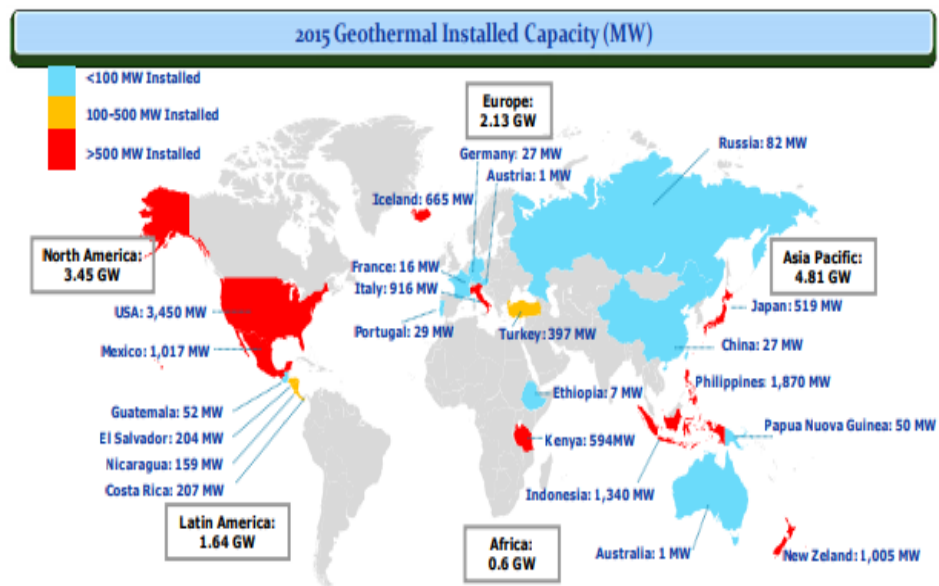 2015 Geothermal Installed Capacity (MW)
<100 MW Installed
100-500 MW Installed
>500 MW Installed
Europe:
2.13 GW
Germany: 27 MW
Austria: 1 MW
Russia: 82 MW
Iceland: 665 MW
North America:
3.45 GW
Asia Pacific:
4.81 GW
France: 16 MW
Italy: 916 MW
Portugal: 29 MW
Turkey: 397 MW
USA: 3,450 MW
Mexico: 1,017 MW
Japan: 519 MW
China: 27 MW
Philippines: 1,870 MW
Ethiopia: 7 MW
Papua Nuova Guinea: 50 MW
Kenya: 594MW
Guatemala: 52 MW
El Salvador: 204 MW
Nicaragua: 159 MW
Costa Rica: 207 MW
Indonesia: 1,340 MW
Latin America:
1.64 GW
Africa:
0.6 GW
Australia: 1 MW
New Zeland: 1,005 MW